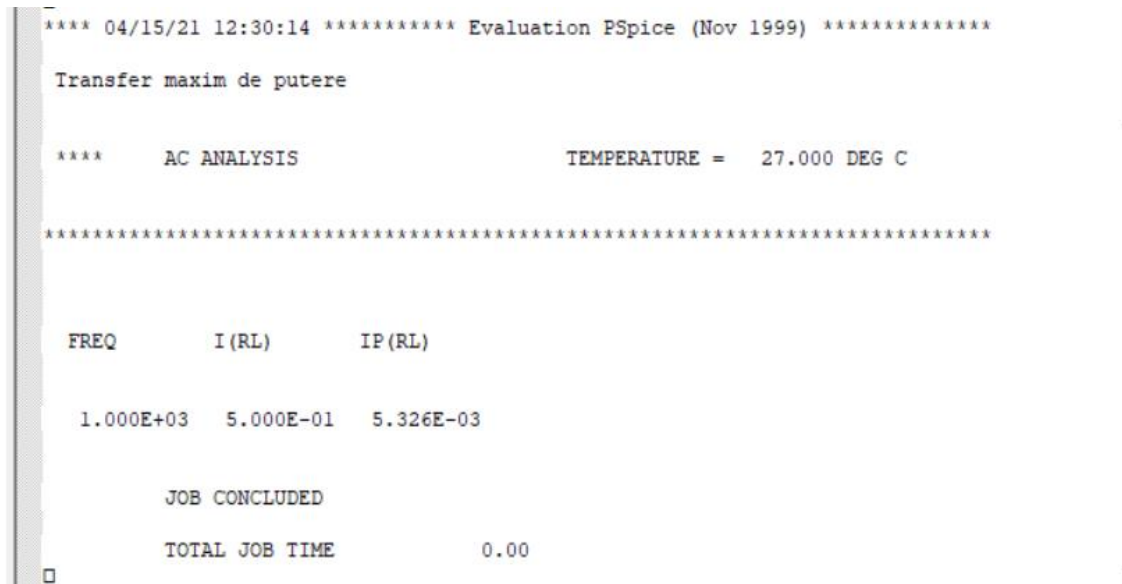 **** 04/15/21 12:30:14 *********** Evaluation PSpice (Nov 1999) **************
Transfer maxim de putere
**** AC ANALYSIS TEMPERATURE = 27.000 DEG C
******************************************************************************
FREQ I(RL) IP(RL)
1.000E+03 5.000E-01 5.326E-03
JOB CONCLUDED
TOTAL JOB TIME 0.00